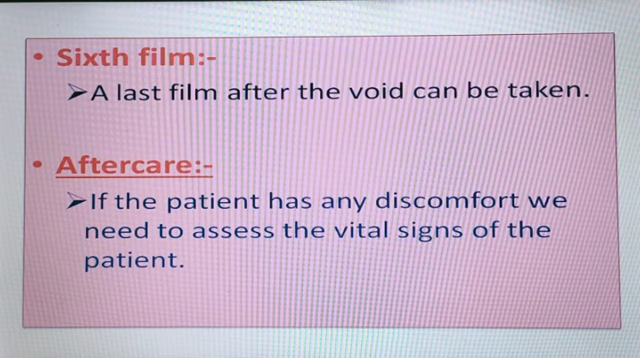 • Sixth film:-
➢A last film after the void can be taken.
• Aftercare:-
➢If the patient has any discomfort we
need to assess the vital signs of the
patient.